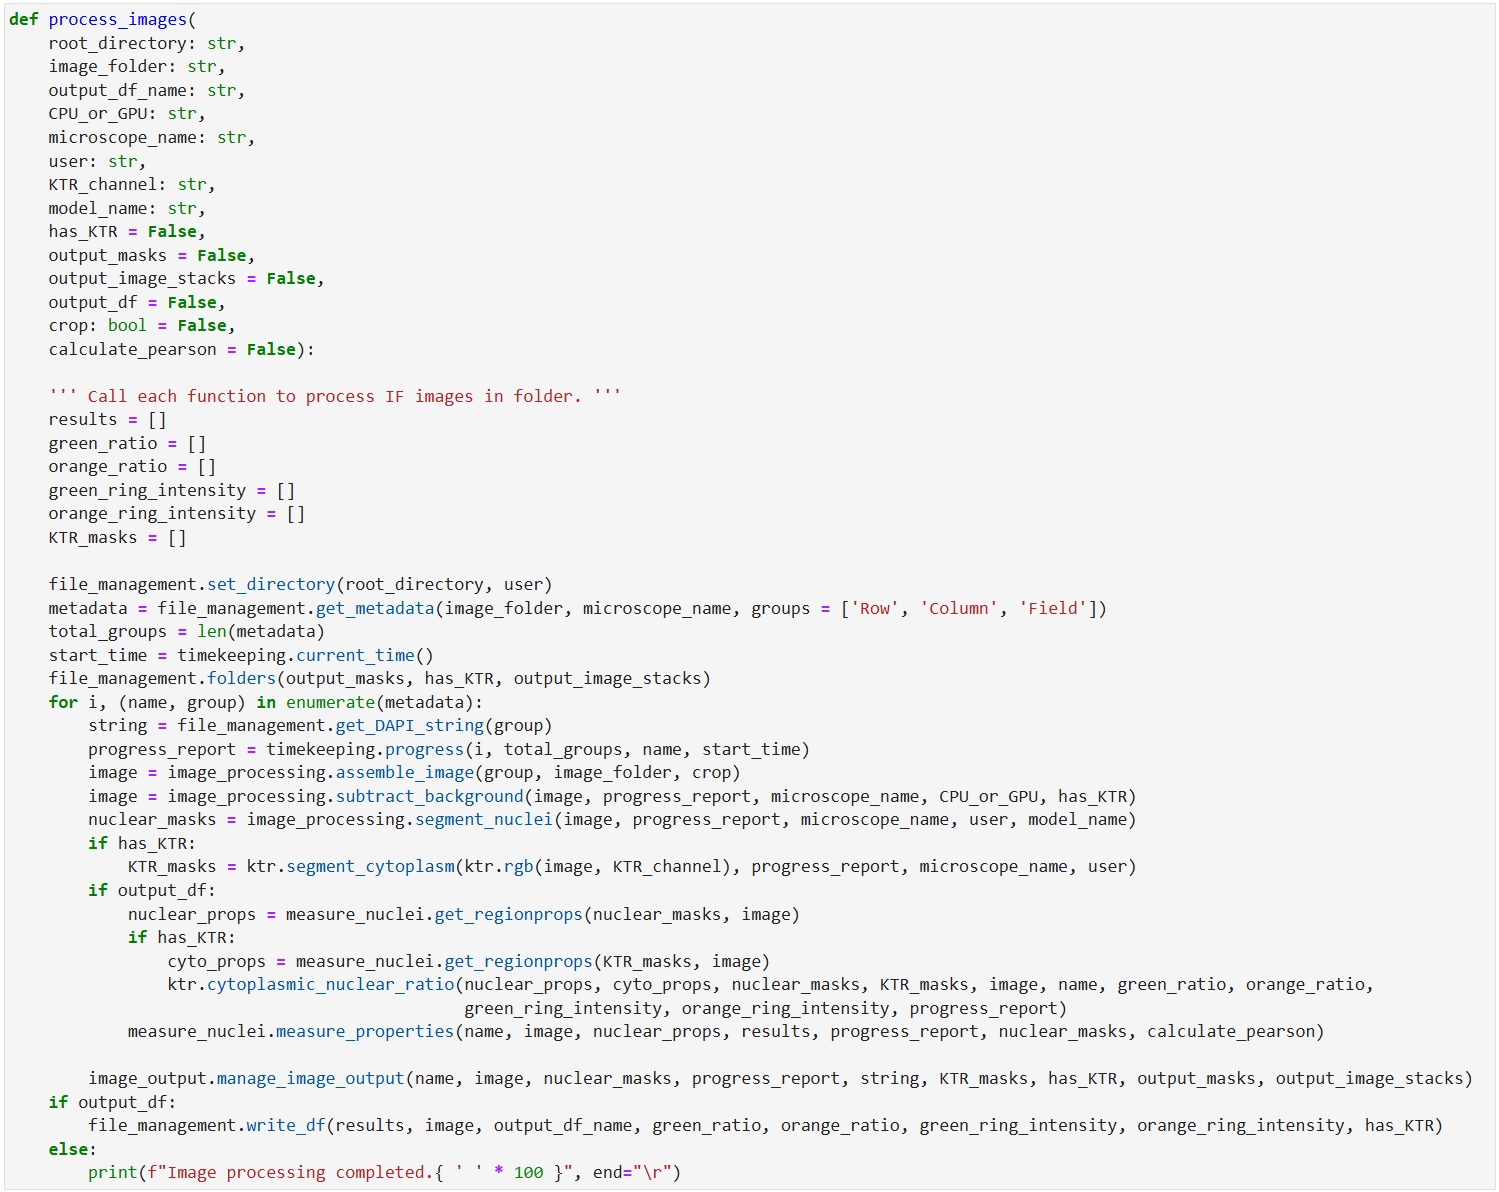 def process_images(
    root_directory: str,
    image_folder: str,
    output_df_name: str,
    CPU_or_GPU: str,
    microscope_name: str,
    user: str,
    KTR_channel: str,
    model_name: str,
    has_KTR = False,
    output_masks = False,
    output_image_stacks = False,
    output_df = False,
    crop: bool = False,
    calculate_pearson = False):

    ''' Call each function to process IF images in folder. '''
    results = []
    green_ratio = []
    orange_ratio = []
    green_ring_intensity = []
    orange_ring_intensity = []
    KTR_masks = []

    file_management.set_directory(root_directory, user)
    metadata = file_management.get_metadata(image_folder, microscope_name, groups = ['Row', 'Column', 'Field'])
    total_groups = len(metadata)
    start_time = timekeeping.current_time()
    file_management.folders(output_masks, has_KTR, output_image_stacks)
    for i, (name, group) in enumerate(metadata):
        string = file_management.get_DAPI_string(group)
        progress_report = timekeeping.progress(i, total_groups, name, start_time)
        image = image_processing.assemble_image(group, image_folder, crop)
        image = image_processing.subtract_background(image, progress_report, microscope_name, CPU_or_GPU, has_KTR)
        nuclear_masks = image_processing.segment_nuclei(image, progress_report, microscope_name, user, model_name)
        if has_KTR:
            KTR_masks = ktr.segment_cytoplasm(ktr.rgb(image, KTR_channel), progress_report, microscope_name, user)
        if output_df:
            nuclear_props = measure_nuclei.get_regionprops(nuclear_masks, image)
            if has_KTR:
                cyto_props = measure_nuclei.get_regionprops(KTR_masks, image)
                ktr.cytoplasmic_nuclear_ratio(nuclear_props, cyto_props, nuclear_masks, KTR_masks, image, name, green_ratio, orange_ratio,
                                              green_ring_intensity, orange_ring_intensity, progress_report)
            measure_nuclei.measure_properties(name, image, nuclear_props, results, progress_report, nuclear_masks, calculate_pearson)

        image_output.manage_image_output(name, image, nuclear_masks, progress_report, string, KTR_masks, has_KTR, output_masks, output_image_stacks)
    if output_df:
        file_management.write_df(results, image, output_df_name, green_ratio, orange_ratio, green_ring_intensity, orange_ring_intensity, has_KTR)
    else:
        print(f"Image processing completed.{ ' ' * 100 }", end="\r")